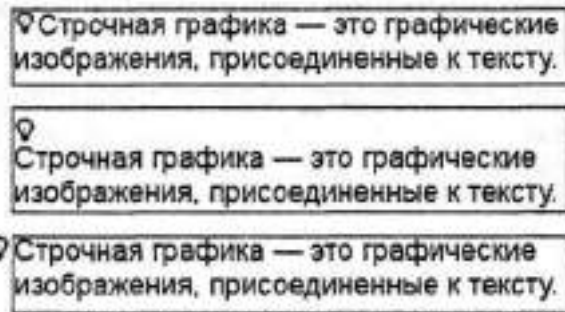 Строчная графика — это графические
изображения, присоединенные к тексту.
Строчная графика — это графические
изображения, присоединенные к тексту.
Строчная графика — это графические
изображения, присоединенные к тексту.